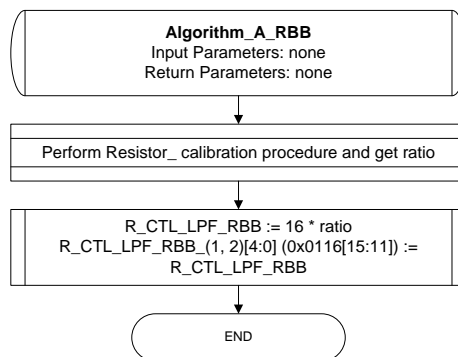 Algorithm_A_RBB
Input Parameters: none
Return Parameters: none
Perform Resistor_ calibration procedure and get ratio
R_CTL_LPF_RBB := 16 * ratio
R_CTL_LPF_RBB_(1, 2)[4:0] (0x0116[15:11]) :=
R_CTL_LPF_RBB
END